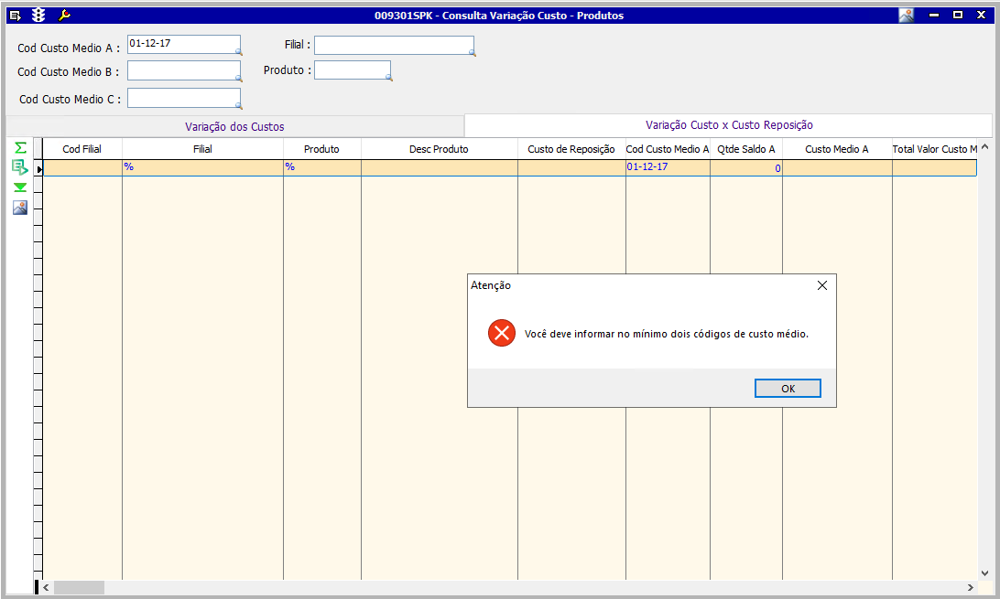 009301SPK - Consulta Variação Custo - Produtos
Cod Custo Medio A : 01-12-17 Filial :
Cod Custo Medio B : Produto :
Cod Custo Medio C :
Variação dos Custos Variação Custo x Custo Reposição
Cod Filial Filial Produto Desc Produto Custo de Reposição Cod Custo Medio A Qtde Saldo A Custo Medio A Total Valor Custo M
% % 01-12-17 0
Atenção
Você deve informar no mínimo dois códigos de custo médio.
OK